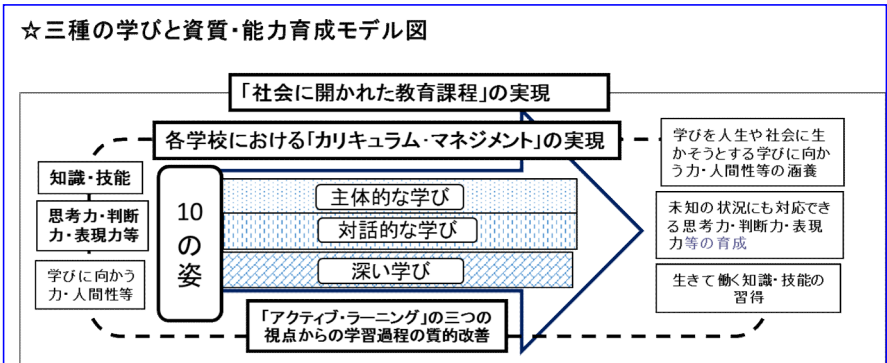 ☆三種の学びと資質・能力育成モデル図
「社会に開かれた教育課程」の実現
各学校における「カリキュラム・マネジメント」の実現
知識・技能
思考力・判断
力・表現力等
学びに向かう
力・人間性等
10
の
姿
主体的な学び
対話的な学び
深い学び
学びを人生や社会に生
かそうとする学びに向か
う力・人間性等の涵養
未知の状況にも対応でき
る思考力・判断力・表現
力等の育成
生きて働く知識・技能の
習得
「アクティブ・ラーニング」の三つの
視点からの学習過程の質的改善